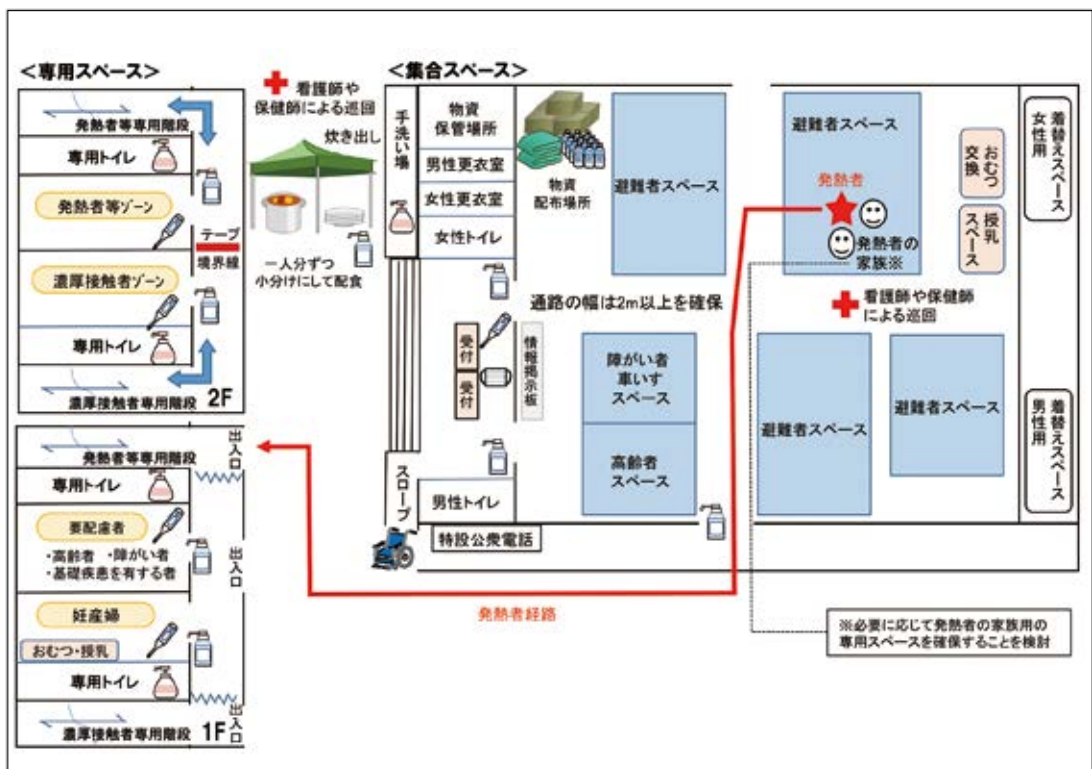 <専用スペース>
発熱者等専用階段
専用トイレ
発熱者等ゾーン
テープ
境界線
濃厚接触者ゾーン
専用トイレ
濃厚接触者専用階段
2F
発熱者等専用階段
出入口
専用トイレ
要配慮者
・高齢者 ・障がい者
・基礎疾患を有する者
出入口
妊産婦
おむつ・授乳
専用トイレ
濃厚接触者専用階段
1F
出入口
看護師や
保健師による巡回
炊き出し
一人分ずつ
小分けにして配食
<集合スペース>
手洗い場
物資
保管場所
男性更衣室
女性更衣室
女性トイレ
物資
配布場所
避難者スペース
避難者スペース
発熱者
発熱者の
家族※
おむつ
交換
授乳
スペース
着替えスペース
女性用
通路の幅は2m以上を確保
看護師や保健師
による巡回
受付
受付
情報掲示板
障がい者
車いす
スペース
高齢者
スペース
避難者スペース
避難者スペース
着替えスペース
男性用
スロープ
男性トイレ
特設公衆電話
発熱者経路
※必要に応じて発熱者の家族用の
専用スペースを確保することを検討